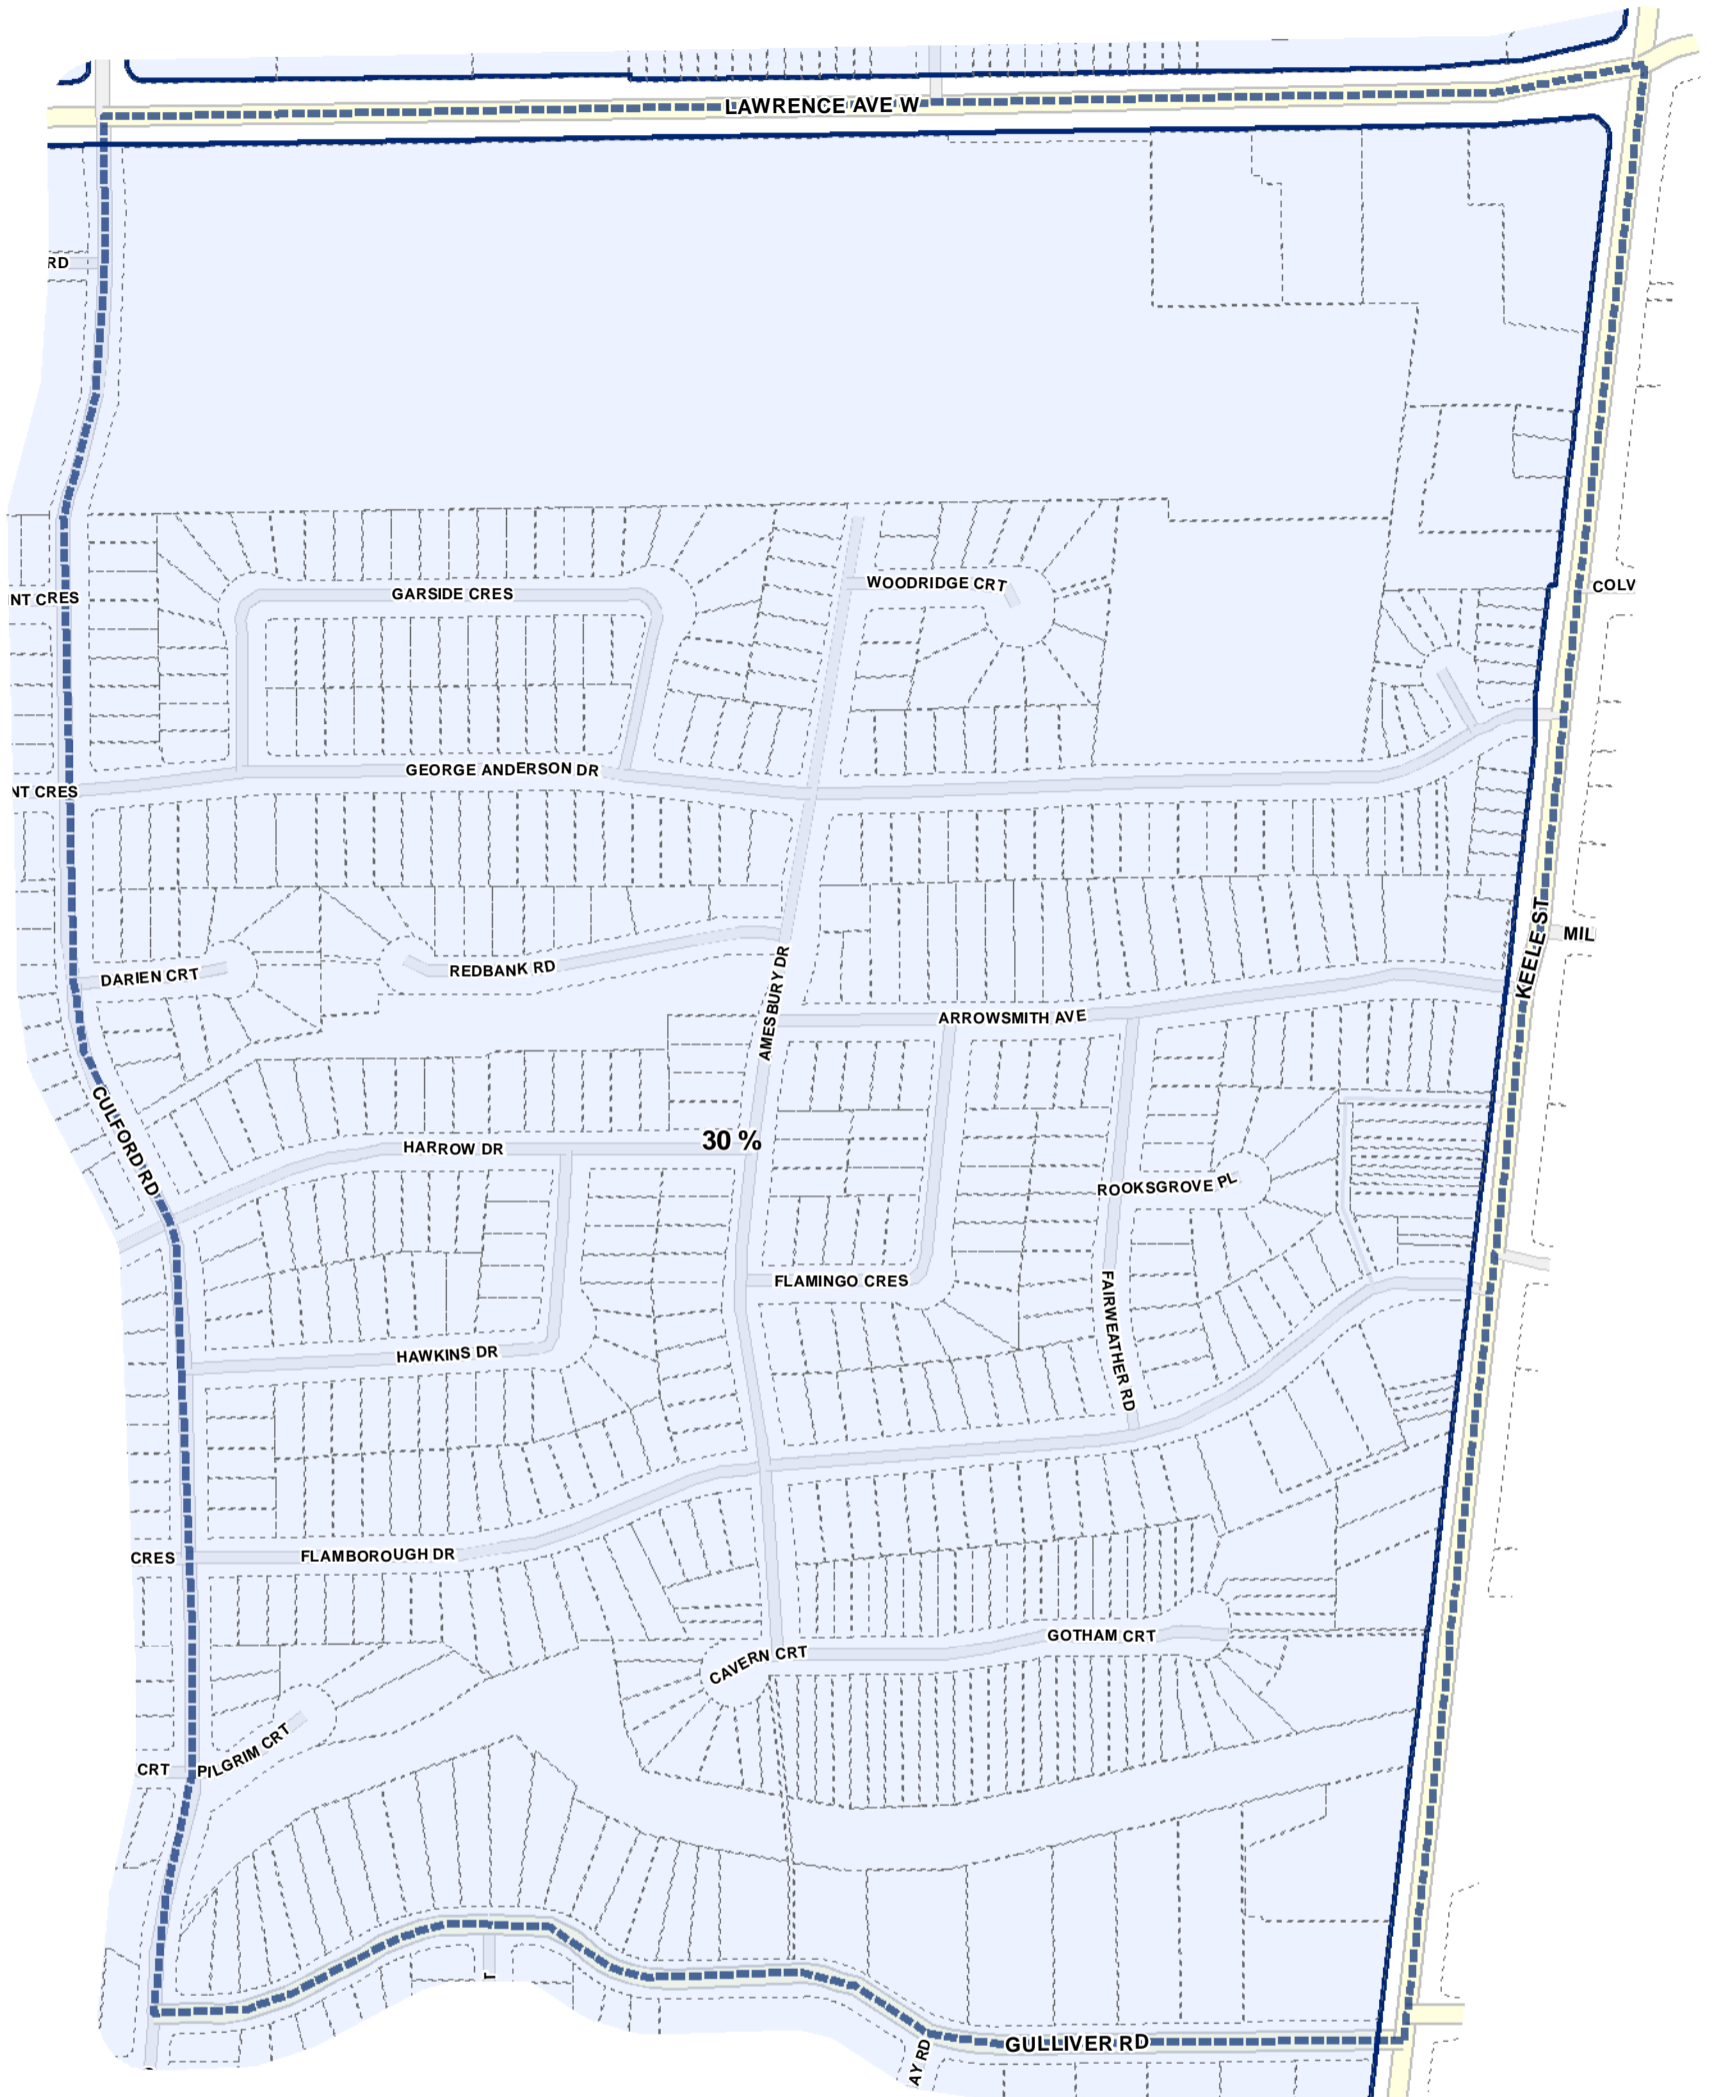 LAWRENCE AVE W
RD
WOODRIDGE CRT
COLV
GARSIDE CRES
NT CRES
GEORGE ANDERSON DR
NT CRES
KEELE ST
MIL
REDBANK RD
DARIEN CRT
AMESBURY DR
ARROWSMITH AVE
CULFORD RD
30 %
HARROW DR
ROOKSGROVE PL
FLAMINGO CRES
FAIRWEATHER RD
HAWKINS DR
FLAMBOROUGH DR
CRES
GOTHAM CRT
CAVERN CRT
PILGRIM CRT
CRT
GULLIVER RD
AY RD